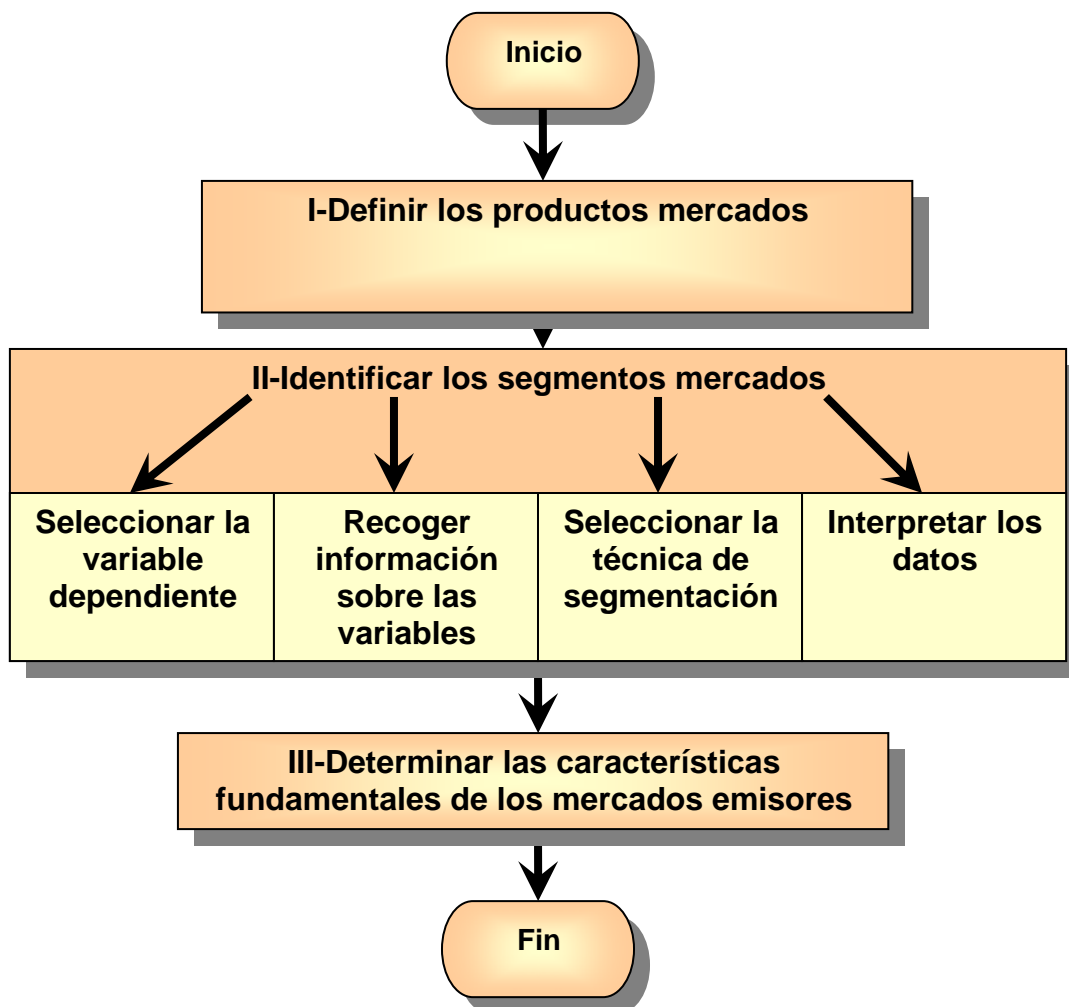 Inicio
I-Definir los productos mercados
II-Identificar los segmentos mercados
Seleccionar la
variable
dependiente
Recoger
información
sobre las
variables
Seleccionar la
técnica de
segmentación
Interpretar los
datos
III-Determinar las características
fundamentales de los mercados emisores
Fin